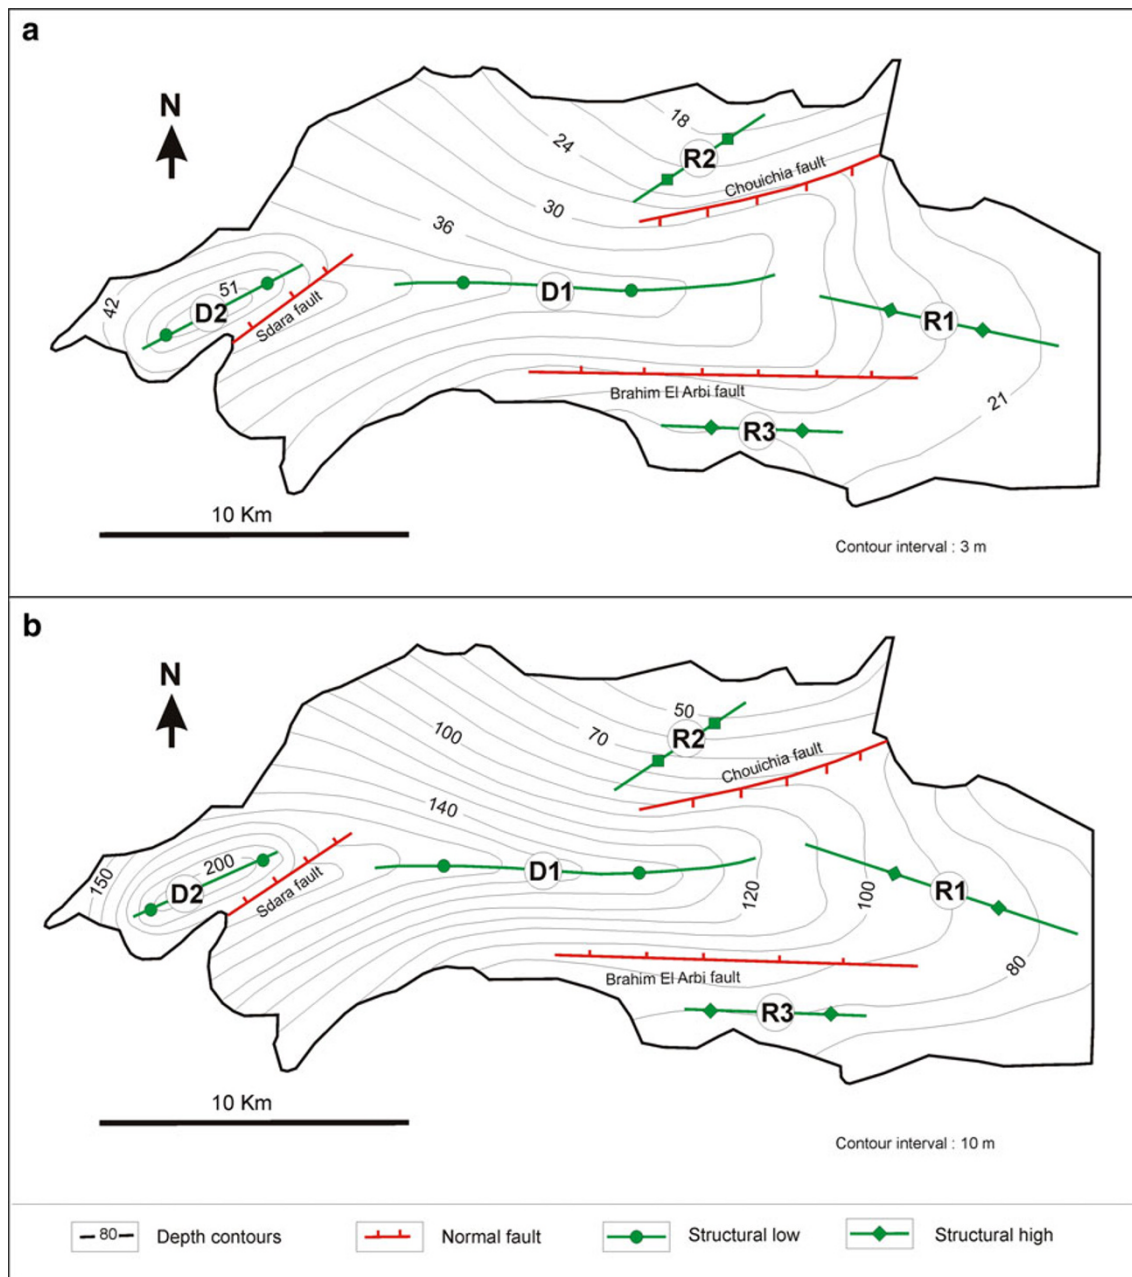 a
N
18
24
R2
Chouichia fault
30
36
51
42
D2
Sdara fault
D1
R1
Brahim El Arbi fault
21
R3
10 Km
Contour interval : 3 m
b
N
50
100
70
R2
Chouichia fault
140
200
150
D2
Sdara fault
D1
120
100
R1
80
Brahim El Arbi fault
R3
10 Km
Contour interval : 10 m
80 Depth contours Normal fault Structural low Structural high